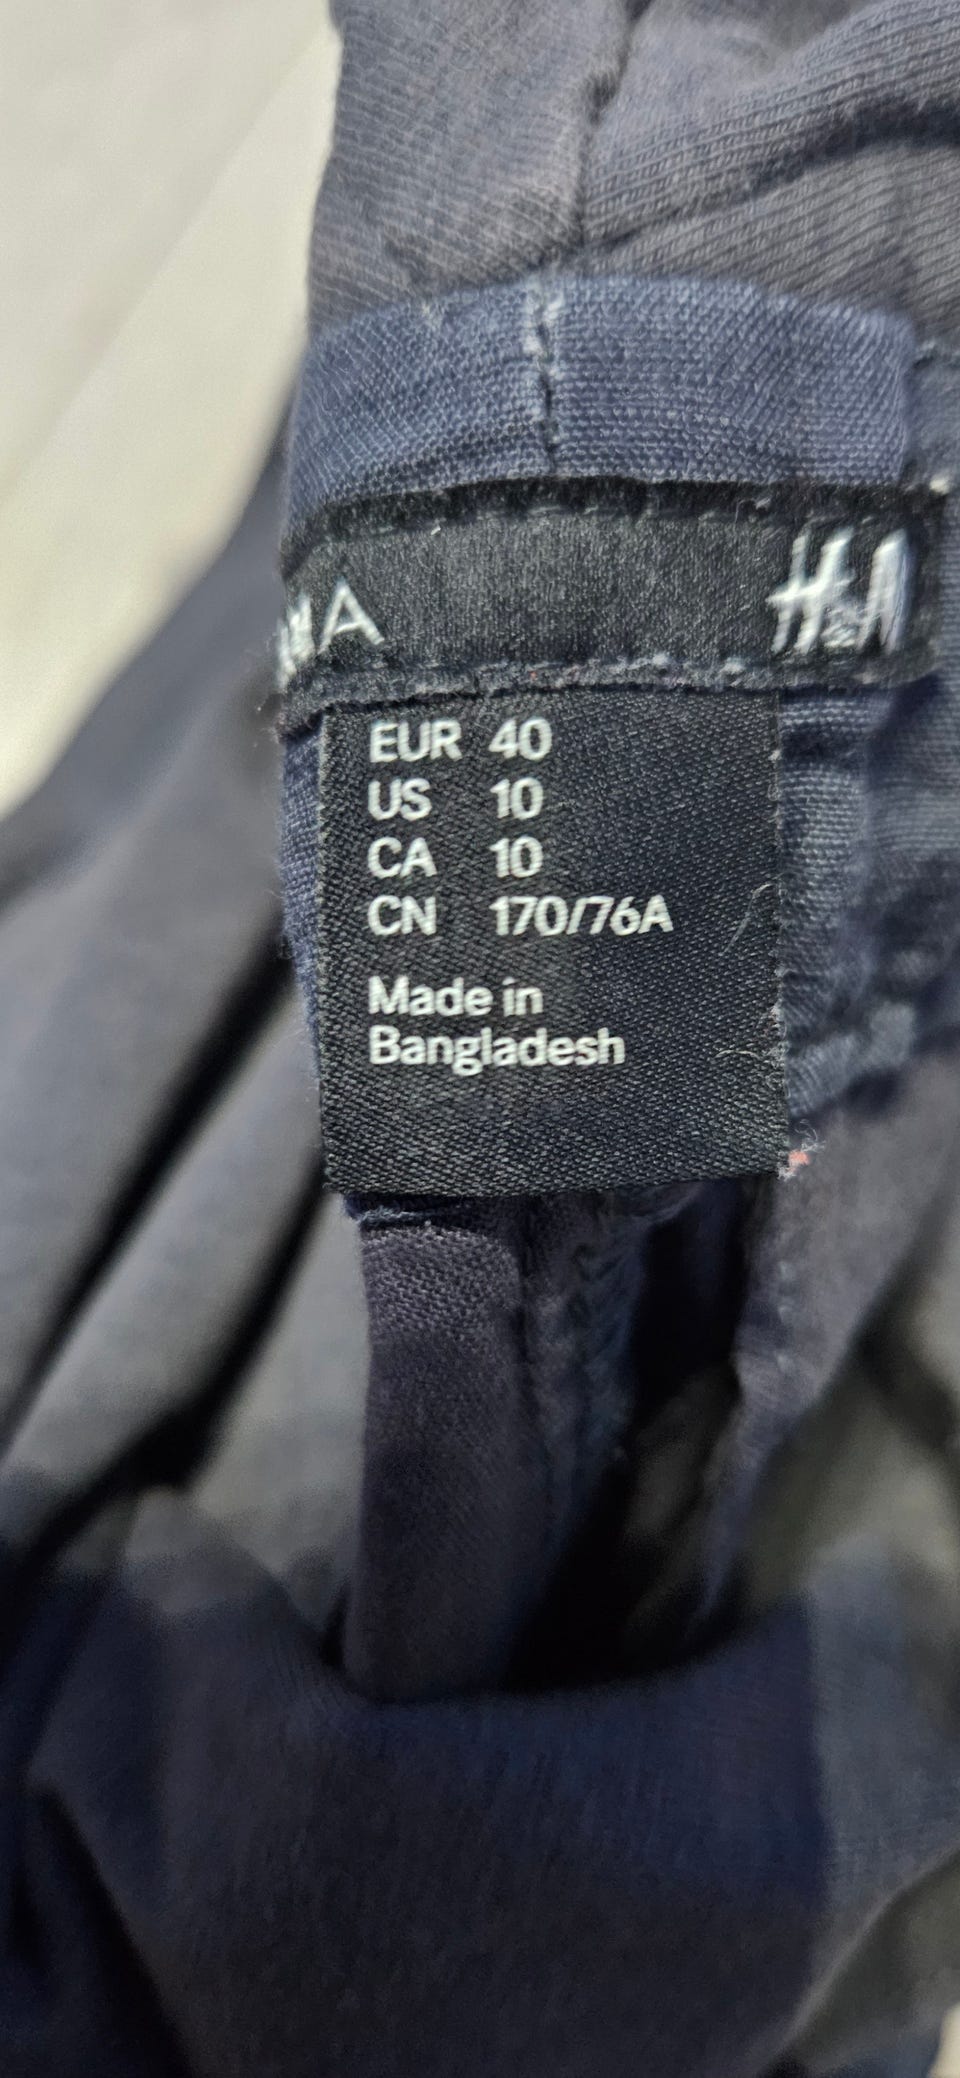 H&M
EUR 40
US 10
CA 10
CN 170/76A
Made in
Bangladesh